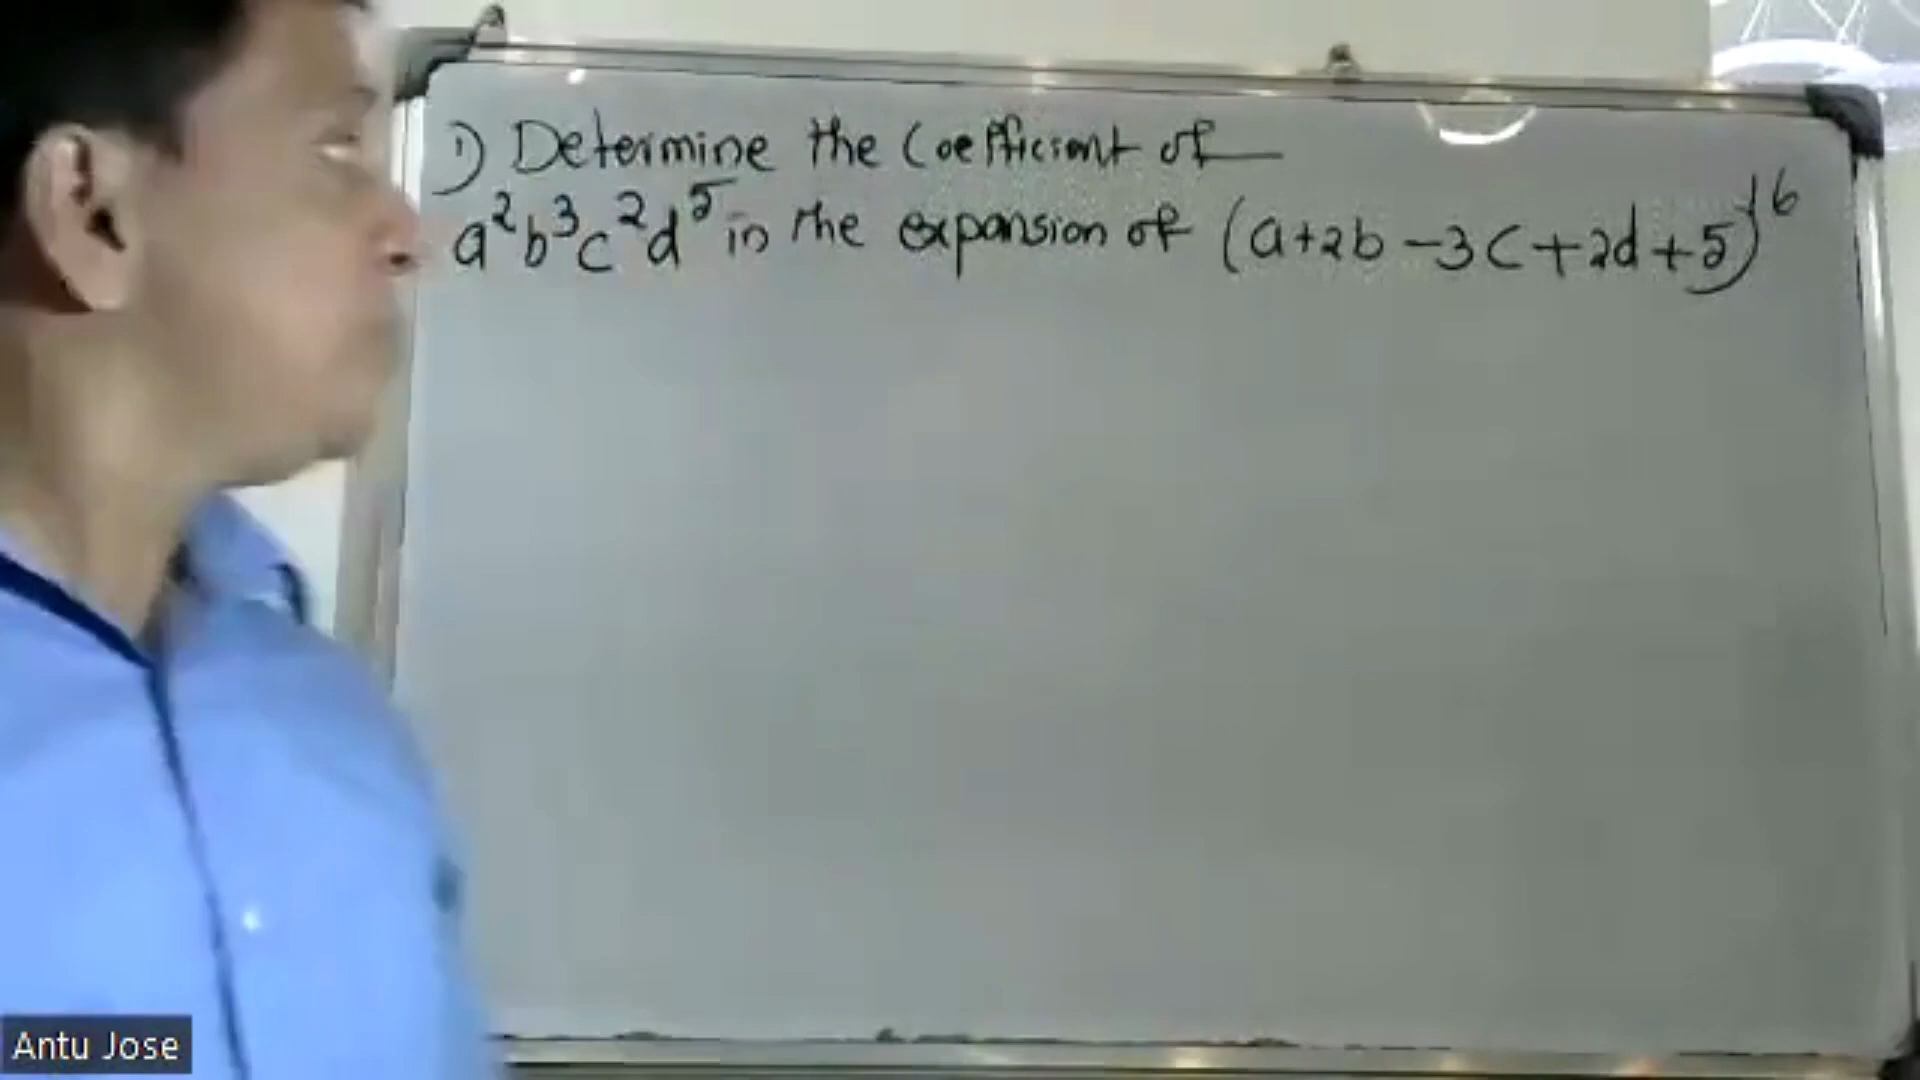 1) Determine the Coefficient of
a²b³c²d⁵ in the expansion of (a+2b-3c+2d+5)¹⁶
Antu Jose